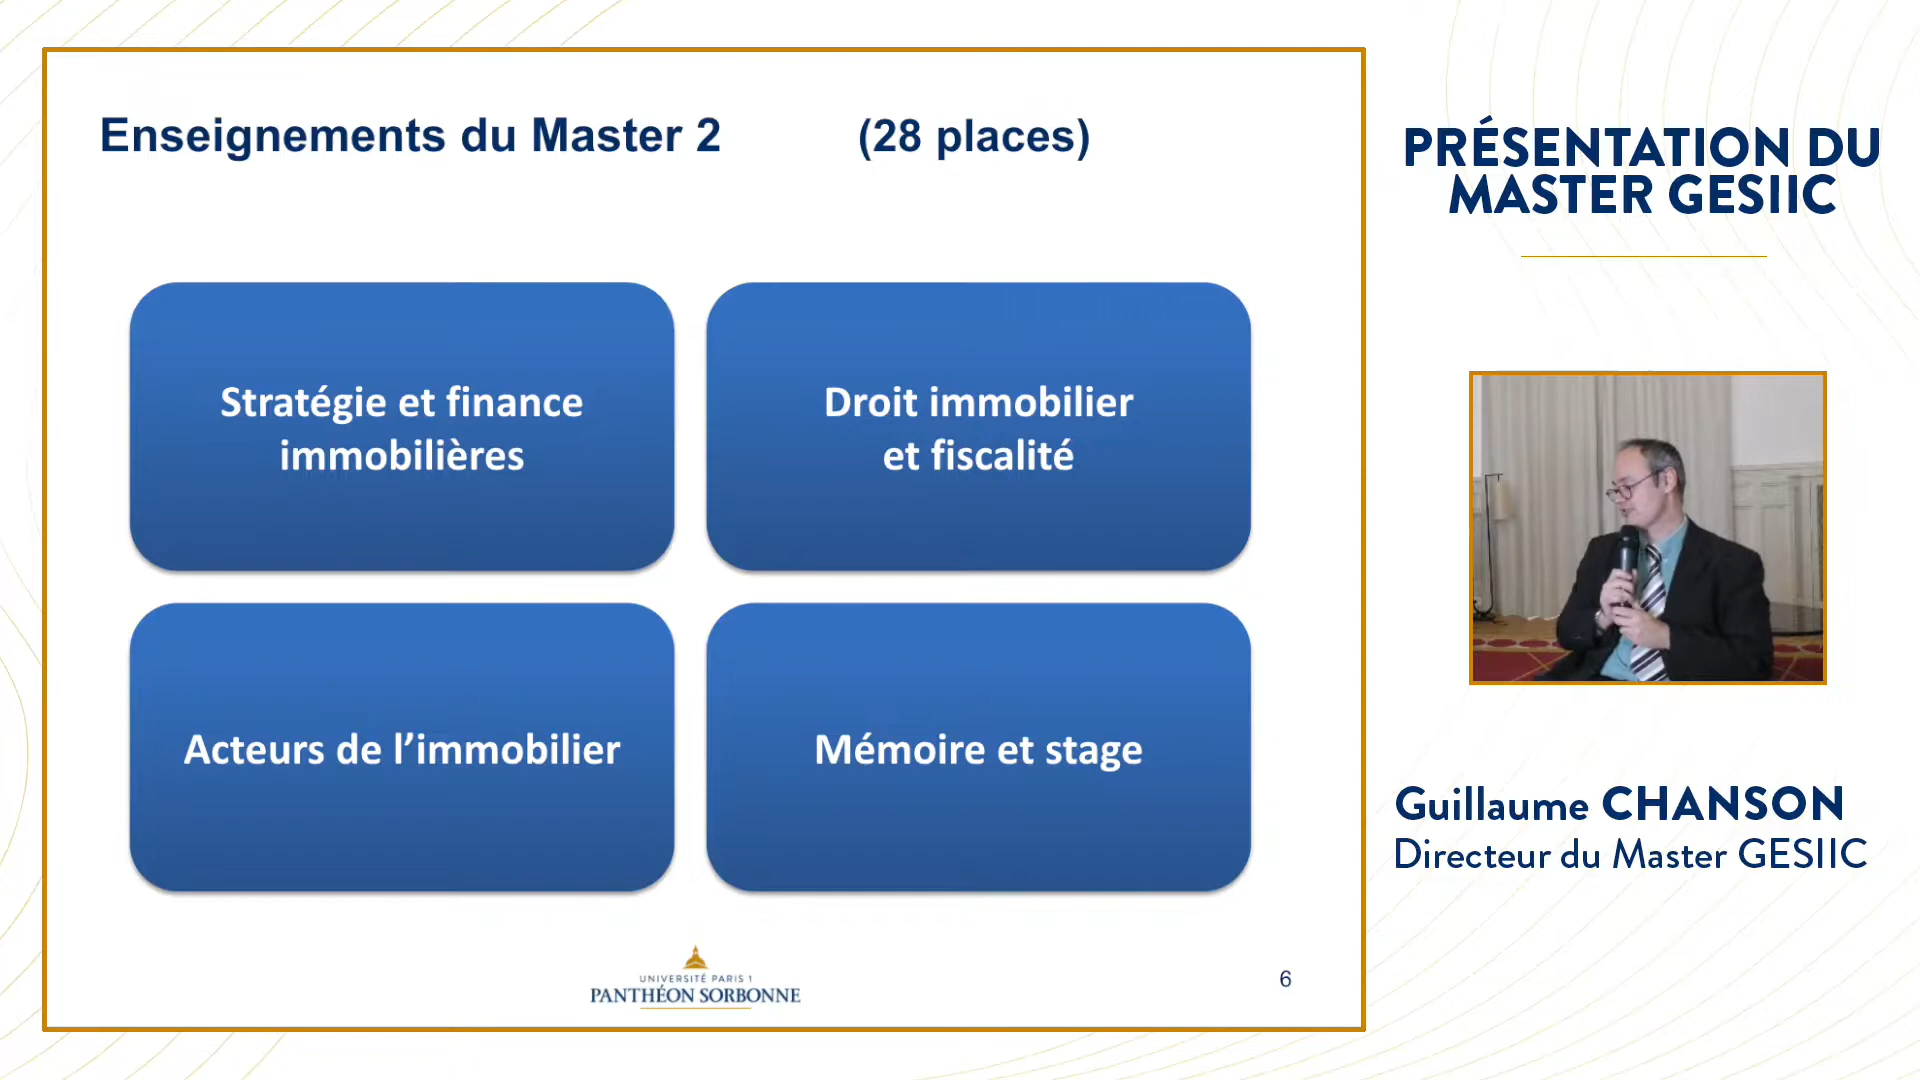 Enseignements du Master 2 (28 places)
Stratégie et finance
immobilières
Droit immobilier
et fiscalité
Acteurs de l’immobilier
Mémoire et stage
UNIVERSITÉ PARIS 1
PANTHÉON SORBONNE
6
PRÉSENTATION DU
MASTER GESIIC
Guillaume CHANSON
Directeur du Master GESIIC